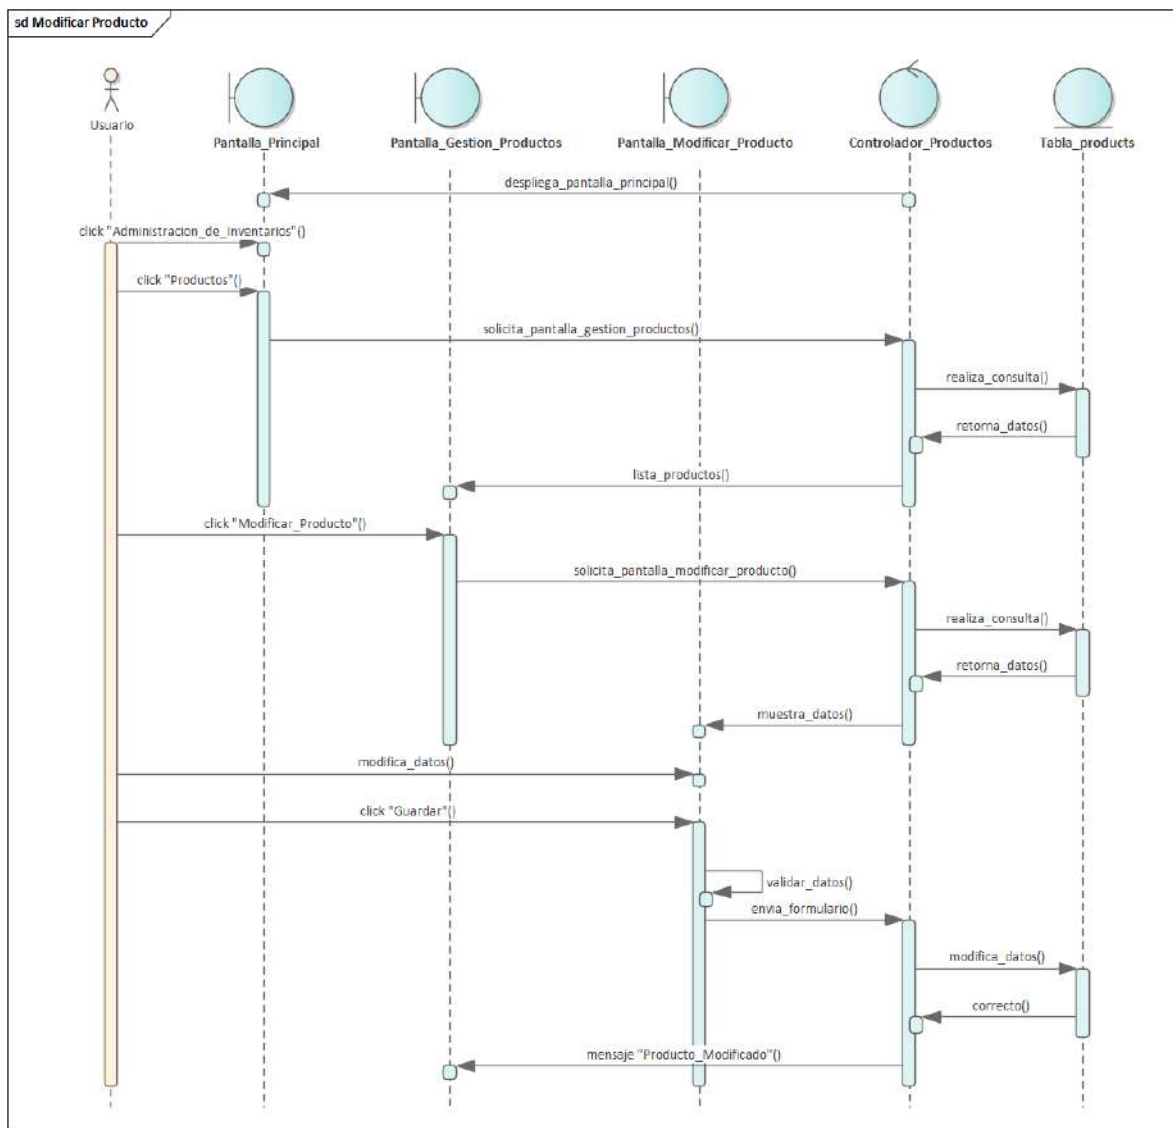 sd Modificar Producto
Usuario
Pantalla_Principal
Pantalla_Gestion_Productos
Pantalla_Modificar_Producto
Controlador_Productos
Tabla_products
despliega_pantalla_principal()
click "Administracion_de_Inventarios"()
click "Productos"()
solicita_pantalla_gestion_productos()
realiza_consulta()
retorna_datos()
lista_productos()
click "Modificar_Producto"()
solicita_pantalla_modificar_producto()
realiza_consulta()
retorna_datos()
muestra_datos()
modifica_datos()
click "Guardar"()
validar_datos()
envia_formulario()
modifica_datos()
correcto()
mensaje "Producto_Modificado"()